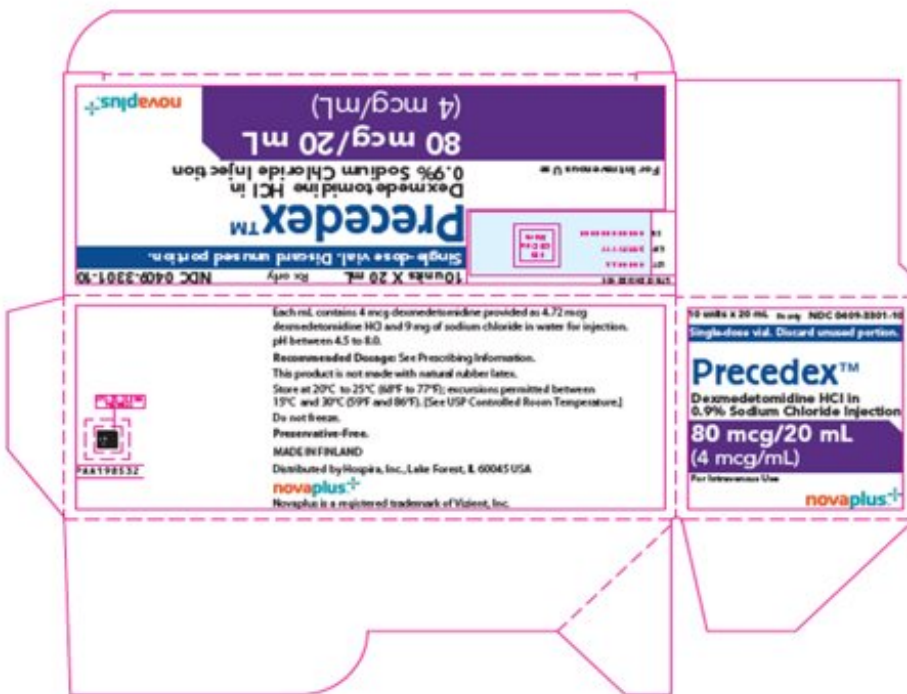 10 units X 20 mL Rx only NDC 0409-3301-10
Single-dose vial. Discard unused portion.
Precedex™
Dexmedetomidine HCl in
0.9% Sodium Chloride Injection
For Intravenous Use
80 mcg/20 mL
(4 mcg/mL)
novaplus
LOT
EXP
Each mL contains 4 mcg dexmedetomidine provided as 4.72 mcg
dexmedetomidine HCl and 9 mg of sodium chloride in water for injection.
pH between 4.5 to 8.0.
Recommended Dosage: See Prescribing Information.
This product is not made with natural rubber latex.
Store at 20°C to 25°C (68°F to 77°F); excursions permitted between
15°C and 30°C (59°F and 86°F). [See USP Controlled Room Temperature.]
Do not freeze.
Preservative-Free.
MADE IN FINLAND
Distributed by Hospira, Inc., Lake Forest, IL 60045 USA
novaplus
Novaplus is a registered trademark of Vizient, Inc.
PAA198532
10 units x 20 mL Rx only NDC 0409-3301-10
Single-dose vial. Discard unused portion.
Precedex™
Dexmedetomidine HCl in
0.9% Sodium Chloride Injection
80 mcg/20 mL
(4 mcg/mL)
For Intravenous Use
novaplus